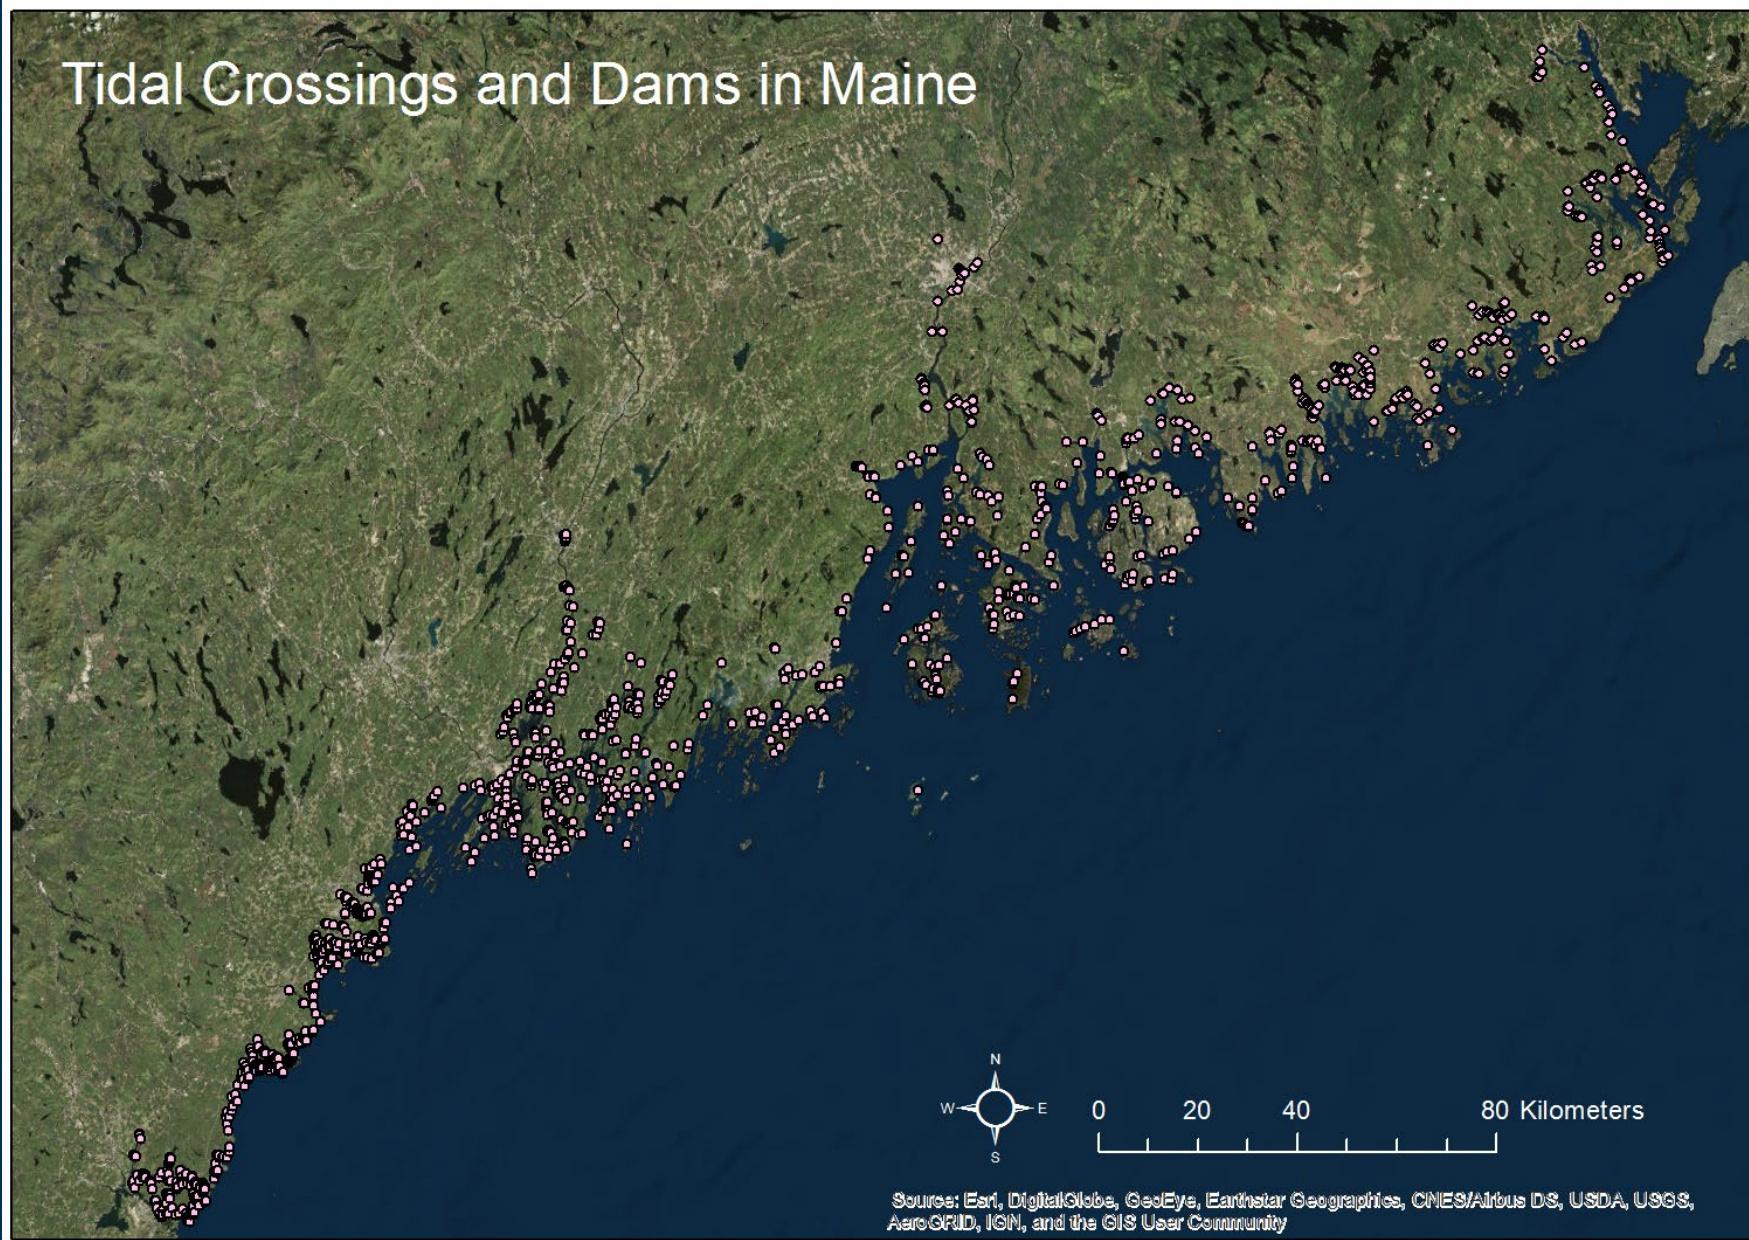 Tidal Crossings and Dams in Maine
N
W E
S
0 20 40 80 Kilometers
Source: Esri, DigitalGlobe, GeoEye, Earthstar Geographics, CNES/Airbus DS, USDA, USGS,
AeroGRID, IGN, and the GIS User Community